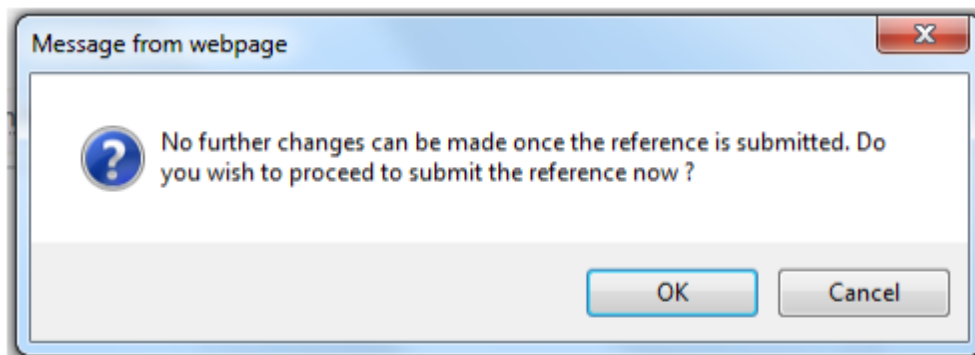 Message from webpage
No further changes can be made once the reference is submitted. Do
you wish to proceed to submit the reference now ?
OK
Cancel